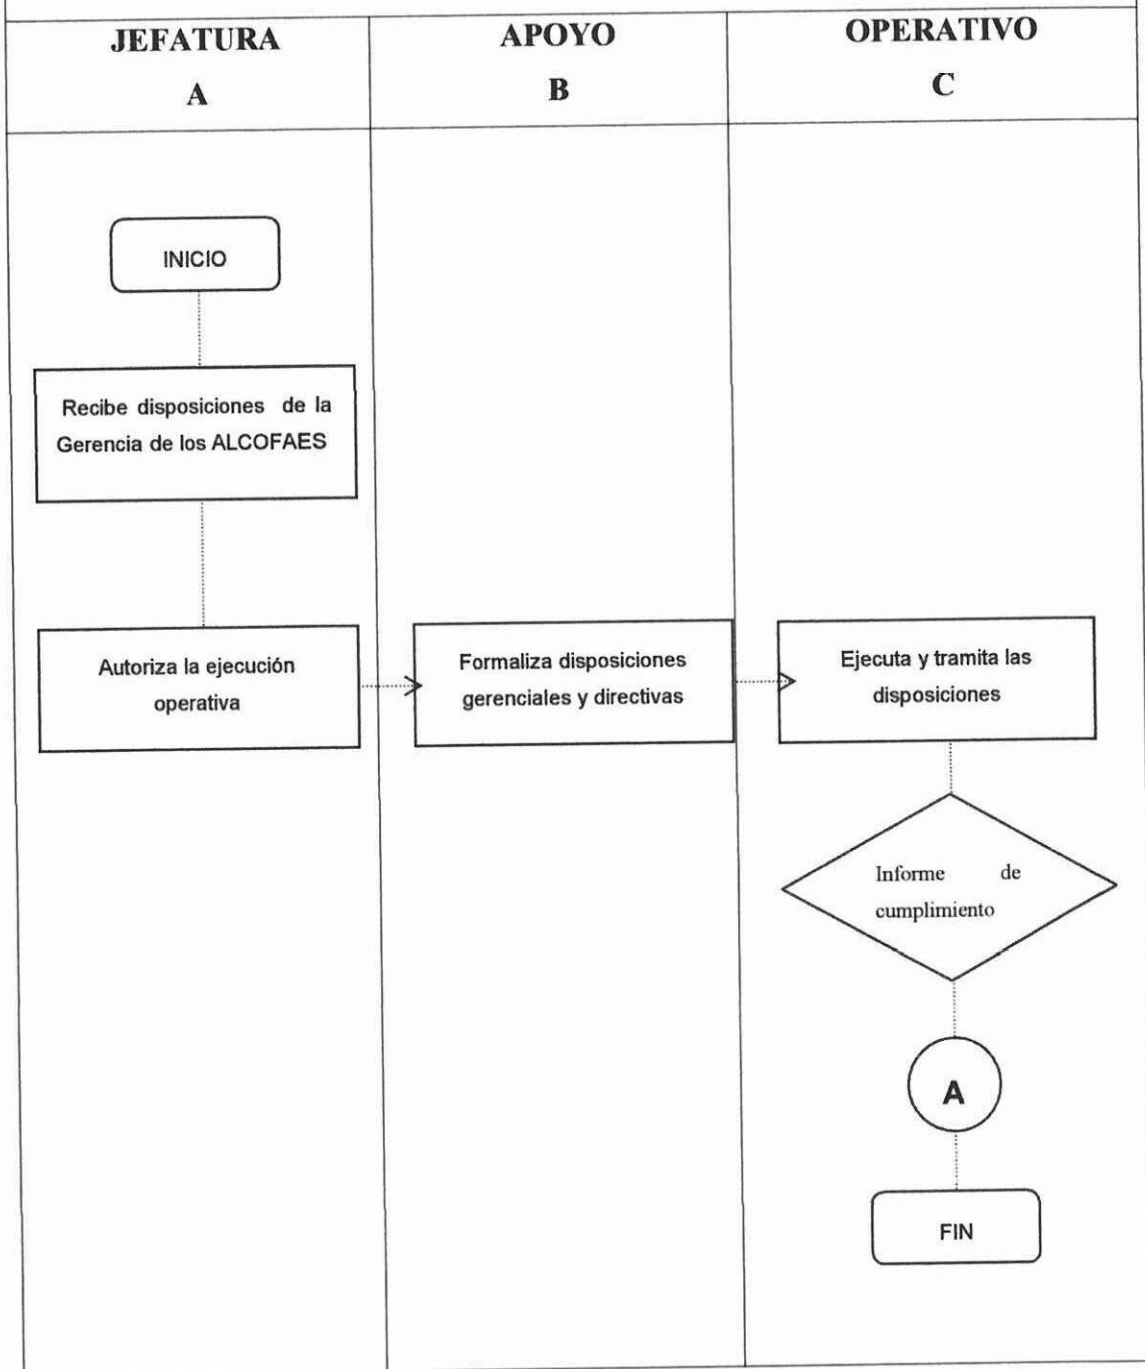 JEFATURA
A
APOYO
B
OPERATIVO
C
INICIO
Recibe disposiciones de la
Gerencia de los ALCOFAES
Autoriza la ejecución
operativa
Formaliza disposiciones
gerenciales y directivas
Ejecuta y tramita las
disposiciones
Informe de
cumplimiento
A
FIN